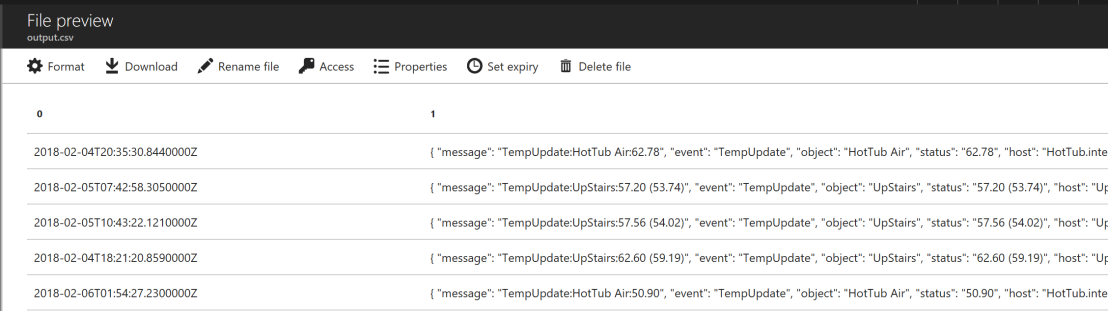 File preview
output.csv
Format Download Rename file Access Properties Set expiry Delete file
0 1
2018-02-04T20:35:30.8440000Z { "message": "TempUpdate:HotTub Air:62.78", "event": "TempUpdate", "object": "HotTub Air", "status": "62.78", "host": "HotTub.inte
2018-02-05T07:42:58.3050000Z { "message": "TempUpdate:UpStairs:57.20 (53.74)", "event": "TempUpdate", "object": "UpStairs", "status": "57.20 (53.74)", "host": "Up
2018-02-05T10:43:22.1210000Z { "message": "TempUpdate:UpStairs:57.56 (54.02)", "event": "TempUpdate", "object": "UpStairs", "status": "57.56 (54.02)", "host": "Up
2018-02-04T18:21:20.8590000Z { "message": "TempUpdate:UpStairs:62.60 (59.19)", "event": "TempUpdate", "object": "UpStairs", "status": "62.60 (59.19)", "host": "Up
2018-02-06T01:54:27.2300000Z { "message": "TempUpdate:HotTub Air:50.90", "event": "TempUpdate", "object": "HotTub Air", "status": "50.90", "host": "HotTub.inte